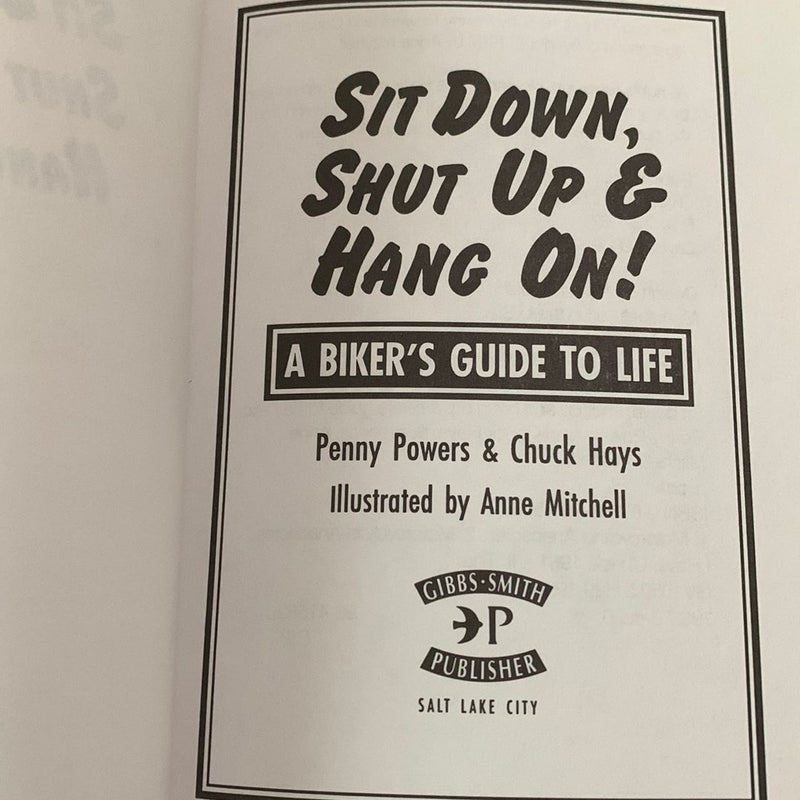 SIT DOWN,
SHUT UP &
HANG ON!
A BIKER'S GUIDE TO LIFE
Penny Powers & Chuck Hays
Illustrated by Anne Mitchell
GIBBS·SMITH
P
PUBLISHER
SALT LAKE CITY